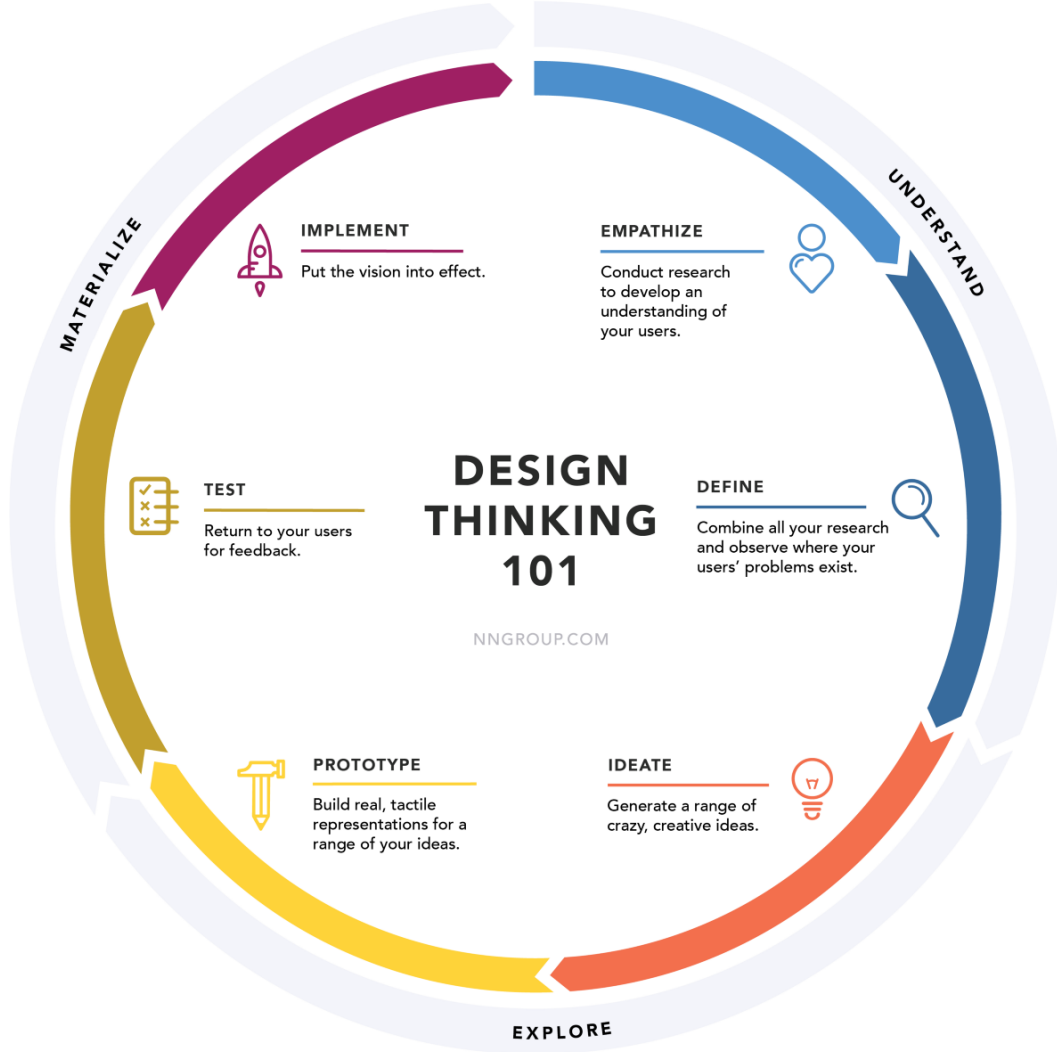 DESIGN
THINKING
101
NNGROUP.COM
UNDERSTAND
EMPATHIZE
Conduct research
to develop an
understanding of
your users.
DEFINE
Combine all your research
and observe where your
users’ problems exist.
EXPLORE
IDEATE
Generate a range of
crazy, creative ideas.
PROTOTYPE
Build real, tactile
representations for a
range of your ideas.
MATERIALIZE
TEST
Return to your users
for feedback.
IMPLEMENT
Put the vision into effect.